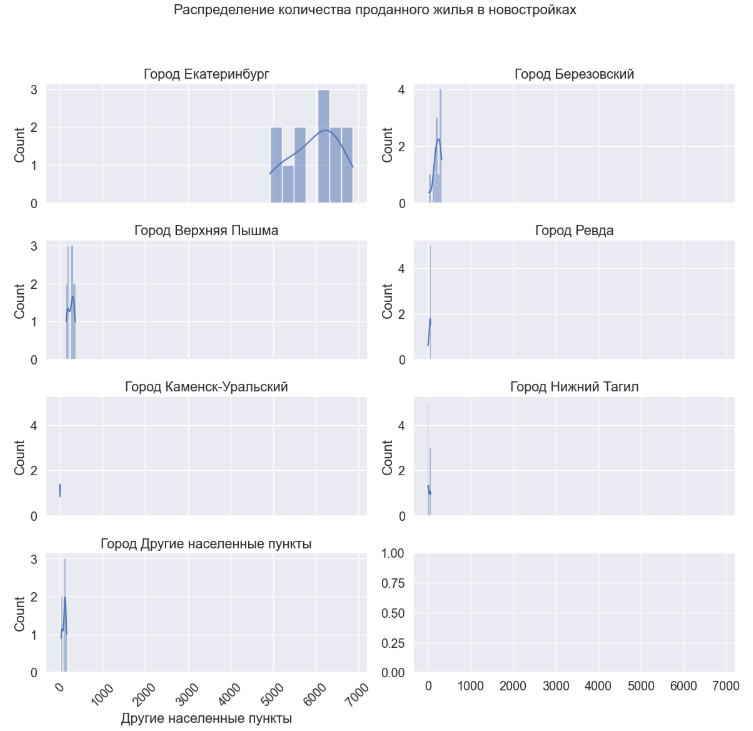 Распределение количества проданного жилья в новостройках
Город Екатеринбург
3
2
1
0
Count
Город Березовский
4
2
0
Count
Город Верхняя Пышма
3
2
1
0
Count
Город Ревда
4
2
0
Count
Город Каменск-Уральский
4
2
0
Count
Город Нижний Тагил
4
2
0
Count
Город Другие населенные пункты
3
2
1
0
Count
0 1000 2000 3000 4000 5000 6000 7000
Другие населенные пункты
1.00
0.75
0.50
0.25
0.00
0 1000 2000 3000 4000 5000 6000 7000